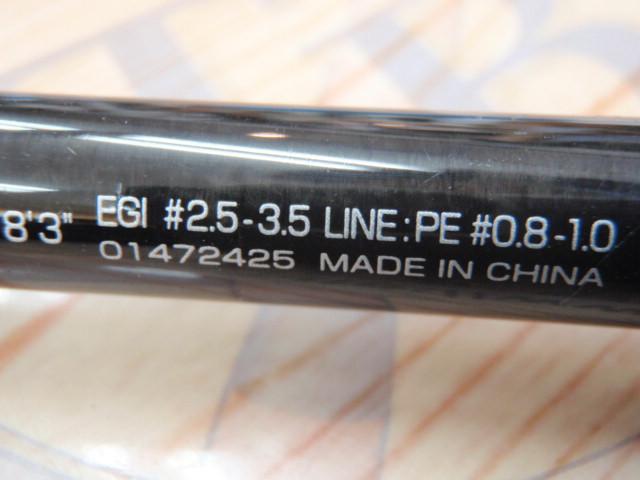 8'3" EGI #2.5-3.5 LINE:PE #0.8-1.0
01472425 MADE IN CHINA